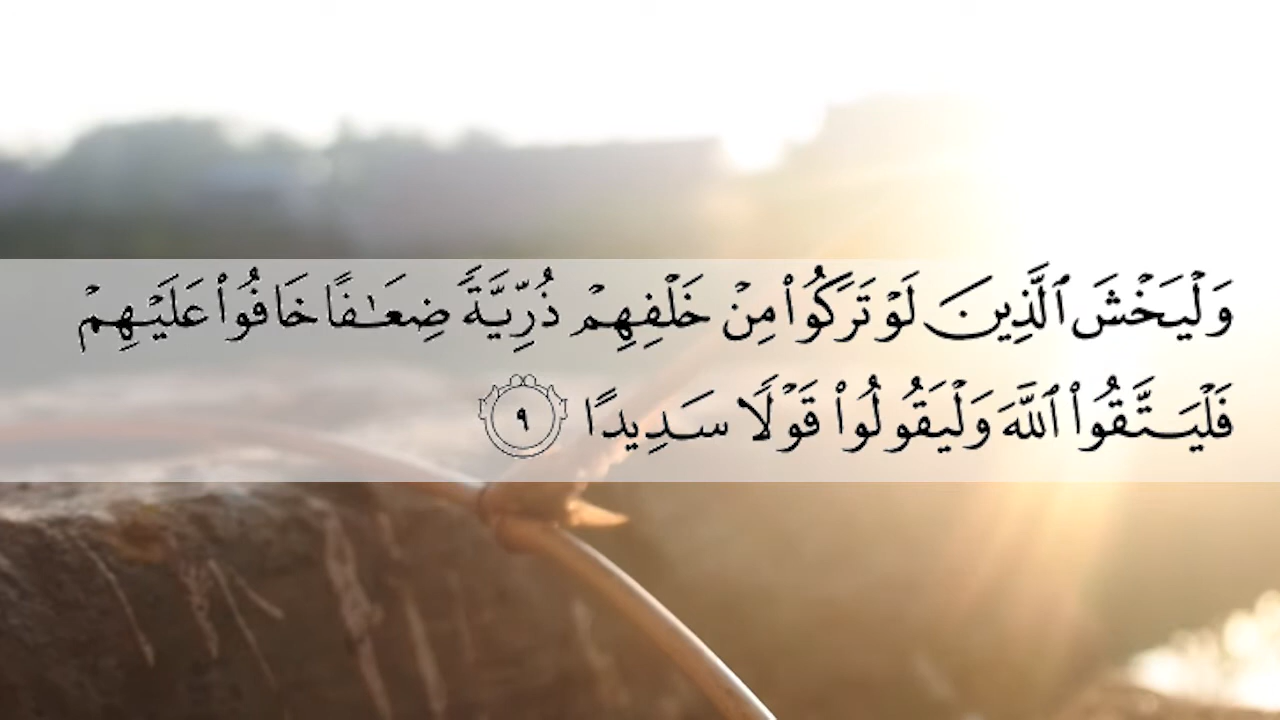 وَلْيَخْشَ ٱلَّذِينَ لَوْ تَرَكُوا۟ مِنْ خَلْفِهِمْ ذُرِّيَّةً ضِعَـٰفًا خَافُوا۟ عَلَيْهِمْ
فَلْيَتَّقُوا۟ ٱللَّهَ وَلْيَقُولُوا۟ قَوْلًا سَدِيدًا ٩